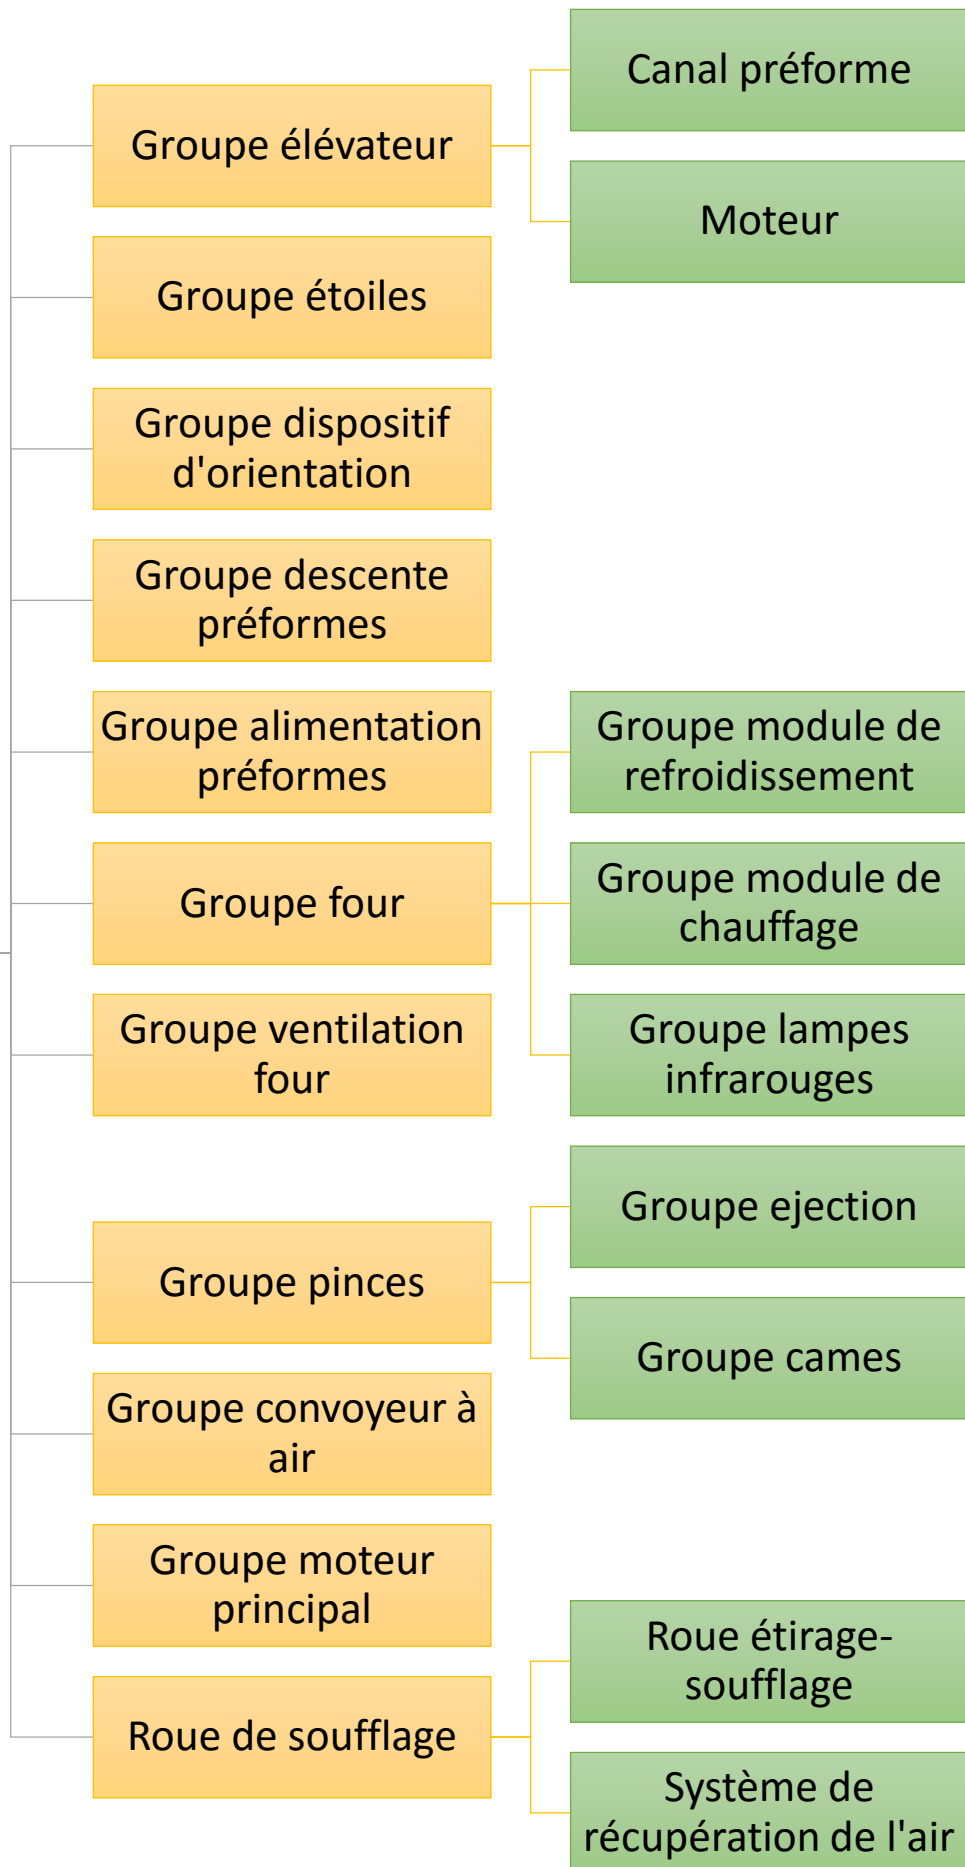 Canal préforme
Groupe élévateur
Moteur
Groupe étoiles
Groupe dispositif
d'orientation
Groupe descente
préformes
Groupe alimentation
préformes
Groupe module de
refroidissement
Groupe four
Groupe module de
chauffage
Groupe ventilation
four
Groupe lampes
infrarouges
Groupe ejection
Groupe pinces
Groupe cames
Groupe convoyeur à
air
Groupe moteur
principal
Roue étirage-
soufflage
Roue de soufflage
Système de
récupération de l'air